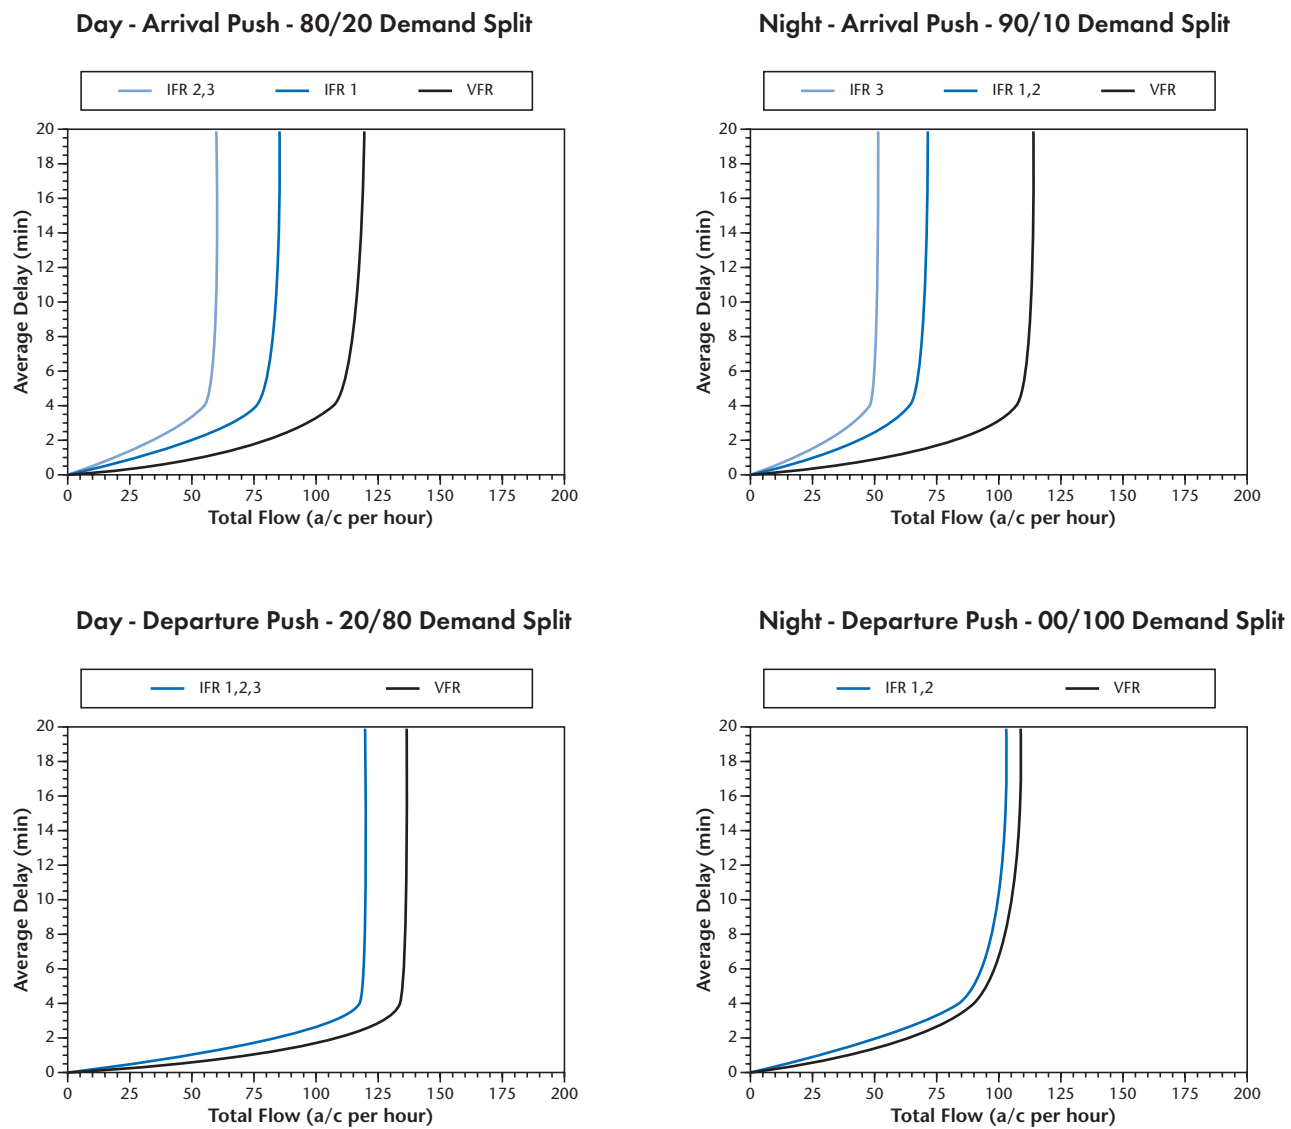 Day - Arrival Push - 80/20 Demand Split
IFR 2,3 IFR 1 VFR
20
18
16
14
12
10
8
6
4
2
0
Average Delay (min)
0 25 50 75 100 125 150 175 200
Total Flow (a/c per hour)
Night - Arrival Push - 90/10 Demand Split
IFR 3 IFR 1,2 VFR
20
18
16
14
12
10
8
6
4
2
0
Average Delay (min)
0 25 50 75 100 125 150 175 200
Total Flow (a/c per hour)
Day - Departure Push - 20/80 Demand Split
IFR 1,2,3 VFR
20
18
16
14
12
10
8
6
4
2
0
Average Delay (min)
0 25 50 75 100 125 150 175 200
Total Flow (a/c per hour)
Night - Departure Push - 00/100 Demand Split
IFR 1,2 VFR
20
18
16
14
12
10
8
6
4
2
0
Average Delay (min)
0 25 50 75 100 125 150 175 200
Total Flow (a/c per hour)